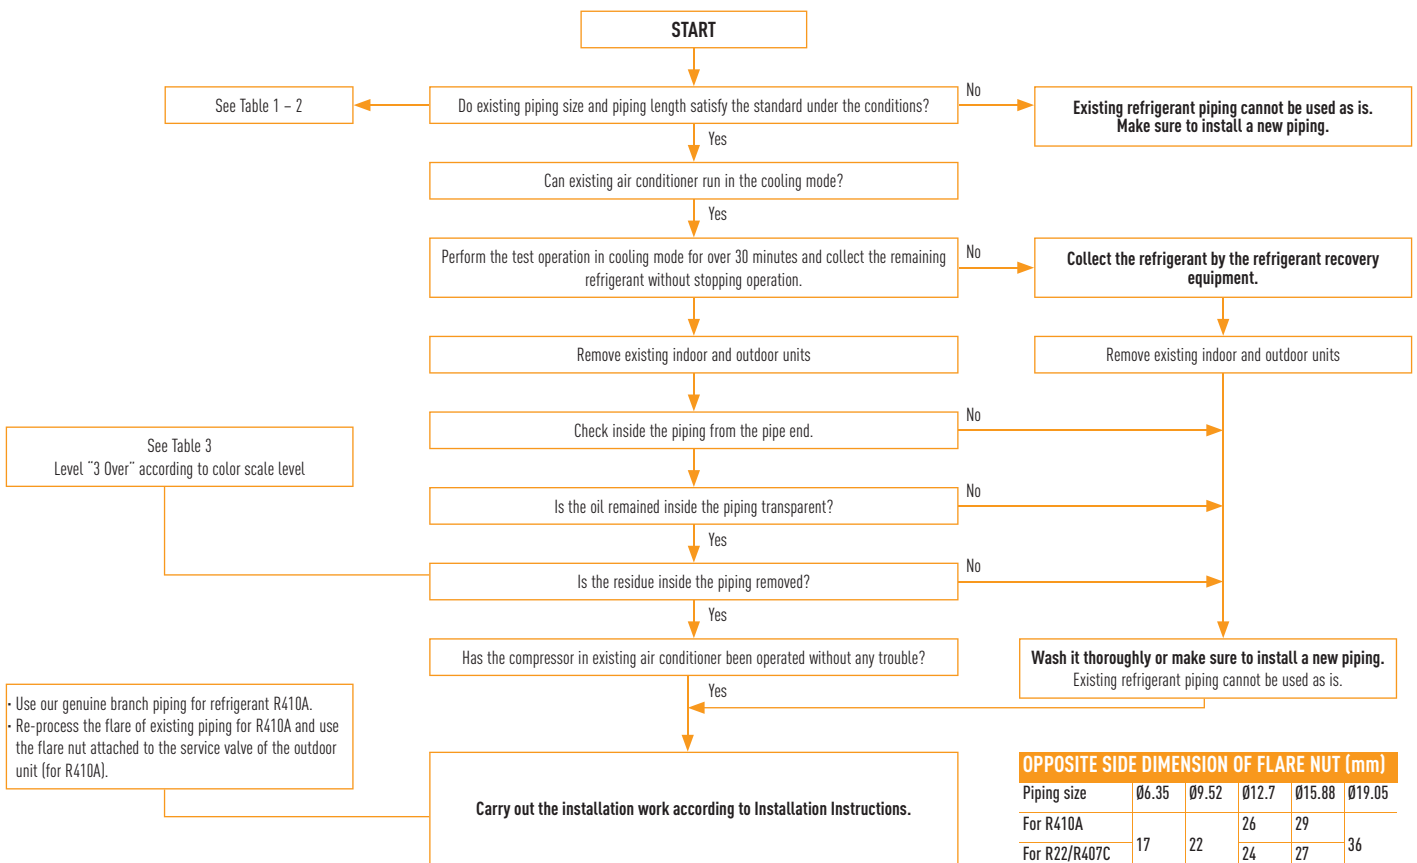 START
See Table 1 – 2
Do existing piping size and piping length satisfy the standard under the conditions?
No
Existing refrigerant piping cannot be used as is.
Make sure to install a new piping.
Yes
Can existing air conditioner run in the cooling mode?
Yes
Perform the test operation in cooling mode for over 30 minutes and collect the remaining
refrigerant without stopping operation.
No
Collect the refrigerant by the refrigerant recovery
equipment.
Remove existing indoor and outdoor units
Remove existing indoor and outdoor units
Check inside the piping from the pipe end.
No
See Table 3
Level ¨3 Over¨ according to color scale level
Is the oil remained inside the piping transparent?
No
Yes
Is the residue inside the piping removed?
No
Yes
Has the compressor in existing air conditioner been operated without any trouble?
Wash it thoroughly or make sure to install a new piping.
Existing refrigerant piping cannot be used as is.
Yes
· Use our genuine branch piping for refrigerant R410A.
· Re-process the flare of existing piping for R410A and use
the flare nut attached to the service valve of the outdoor
unit (for R410A).
Carry out the installation work according to Installation Instructions.
OPPOSITE SIDE DIMENSION OF FLARE NUT (mm)
Piping size Ø6.35 Ø9.52 Ø12.7 Ø15.88 Ø19.05
For R410A 17 22 26 29 36
For R22/R407C 24 27